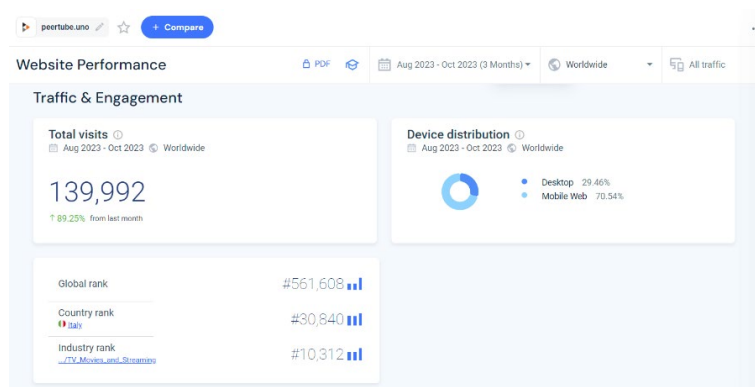 peertube.uno
+ Compare
Website Performance
PDF
Aug 2023 - Oct 2023 (3 Months)
Worldwide
All traffic
Traffic & Engagement
Total visits
Aug 2023 - Oct 2023 Worldwide
139,992
↑ 89.25% from last month
Device distribution
Aug 2023 - Oct 2023 Worldwide
Desktop 29.46%
Mobile Web 70.54%
Global rank #561,608
Country rank
Italy
#30,840
Industry rank
.../TV_Movies_and_Streaming
#10,312